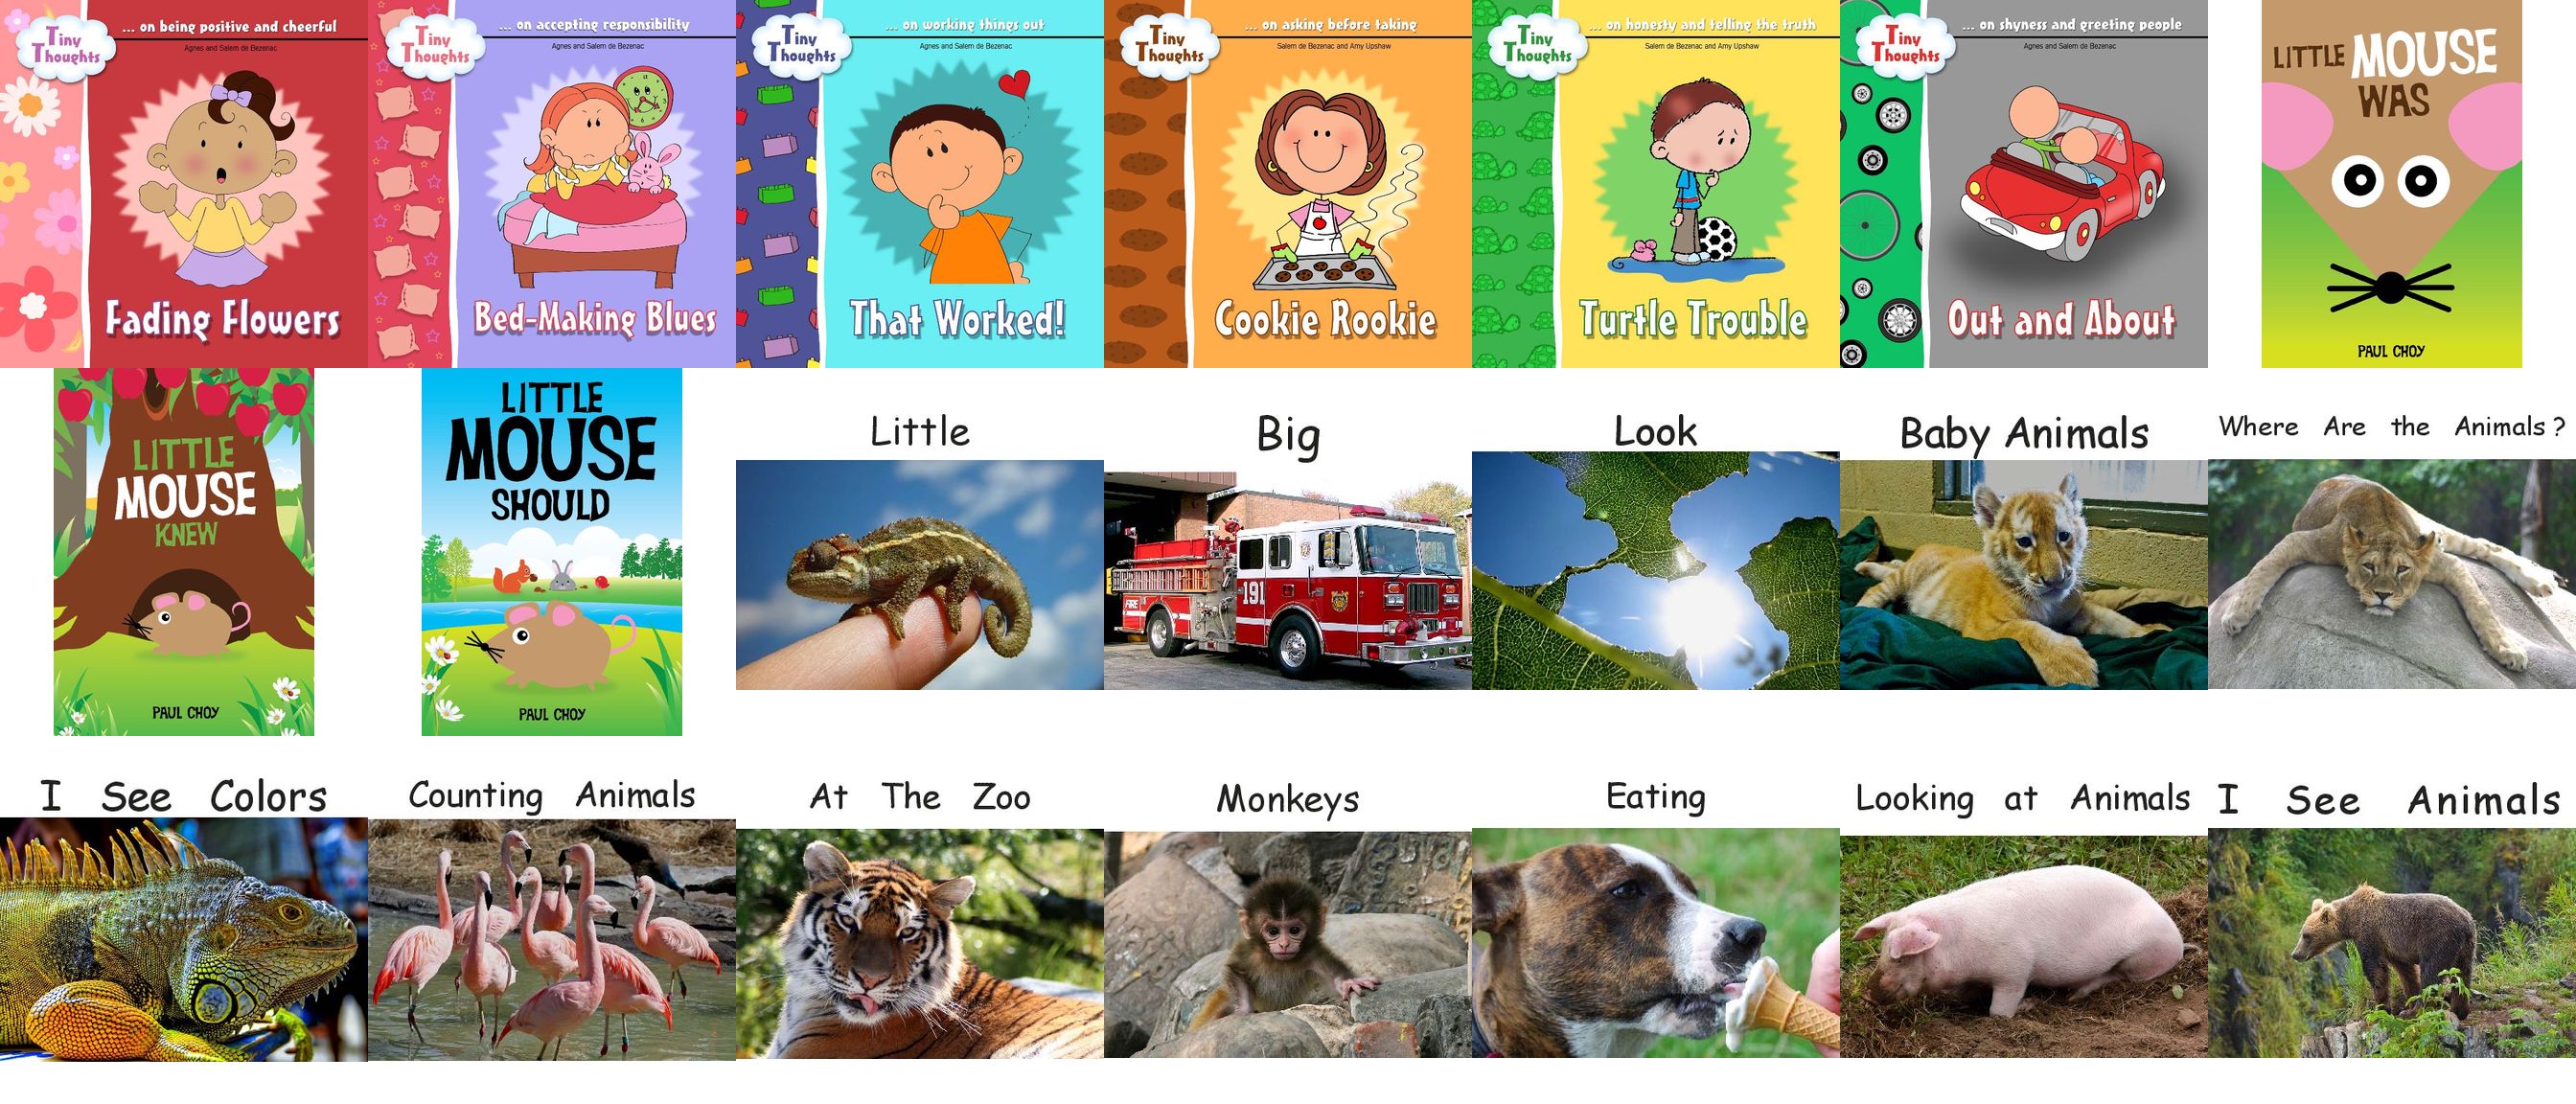 Tiny
Thoughts
... on being positive and cheerful
Agnes and Salem de Bezenac
Fading Flowers
Tiny
Thoughts
... on accepting responsibility
Agnes and Salem de Bezenac
Bed-Making Blues
Tiny
Thoughts
... on working things out
Agnes and Salem de Bezenac
That Worked!
Tiny
Thoughts
... on asking before taking
Salem de Bezenac and Amy Upshaw
Cookie Rookie
Tiny
Thoughts
... on honesty and telling the truth
Salem de Bezenac and Amy Upshaw
Turtle Trouble
Tiny
Thoughts
... on shyness and greeting people
Agnes and Salem de Bezenac
Out and About
LITTLE MOUSE
WAS
PAUL CHOY
LITTLE
MOUSE
KNEW
PAUL CHOY
LITTLE
MOUSE
SHOULD
PAUL CHOY
Little
Big
191
FIRE
Look
Baby Animals
Where Are the Animals ?
I See Colors
Counting Animals
At The Zoo
Monkeys
Eating
Looking at Animals
I See Animals